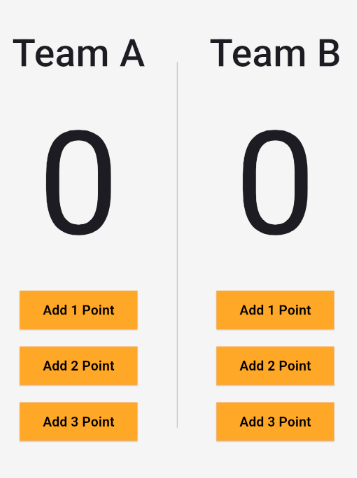 Team A
0
Add 1 Point
Add 2 Point
Add 3 Point
Team B
0
Add 1 Point
Add 2 Point
Add 3 Point